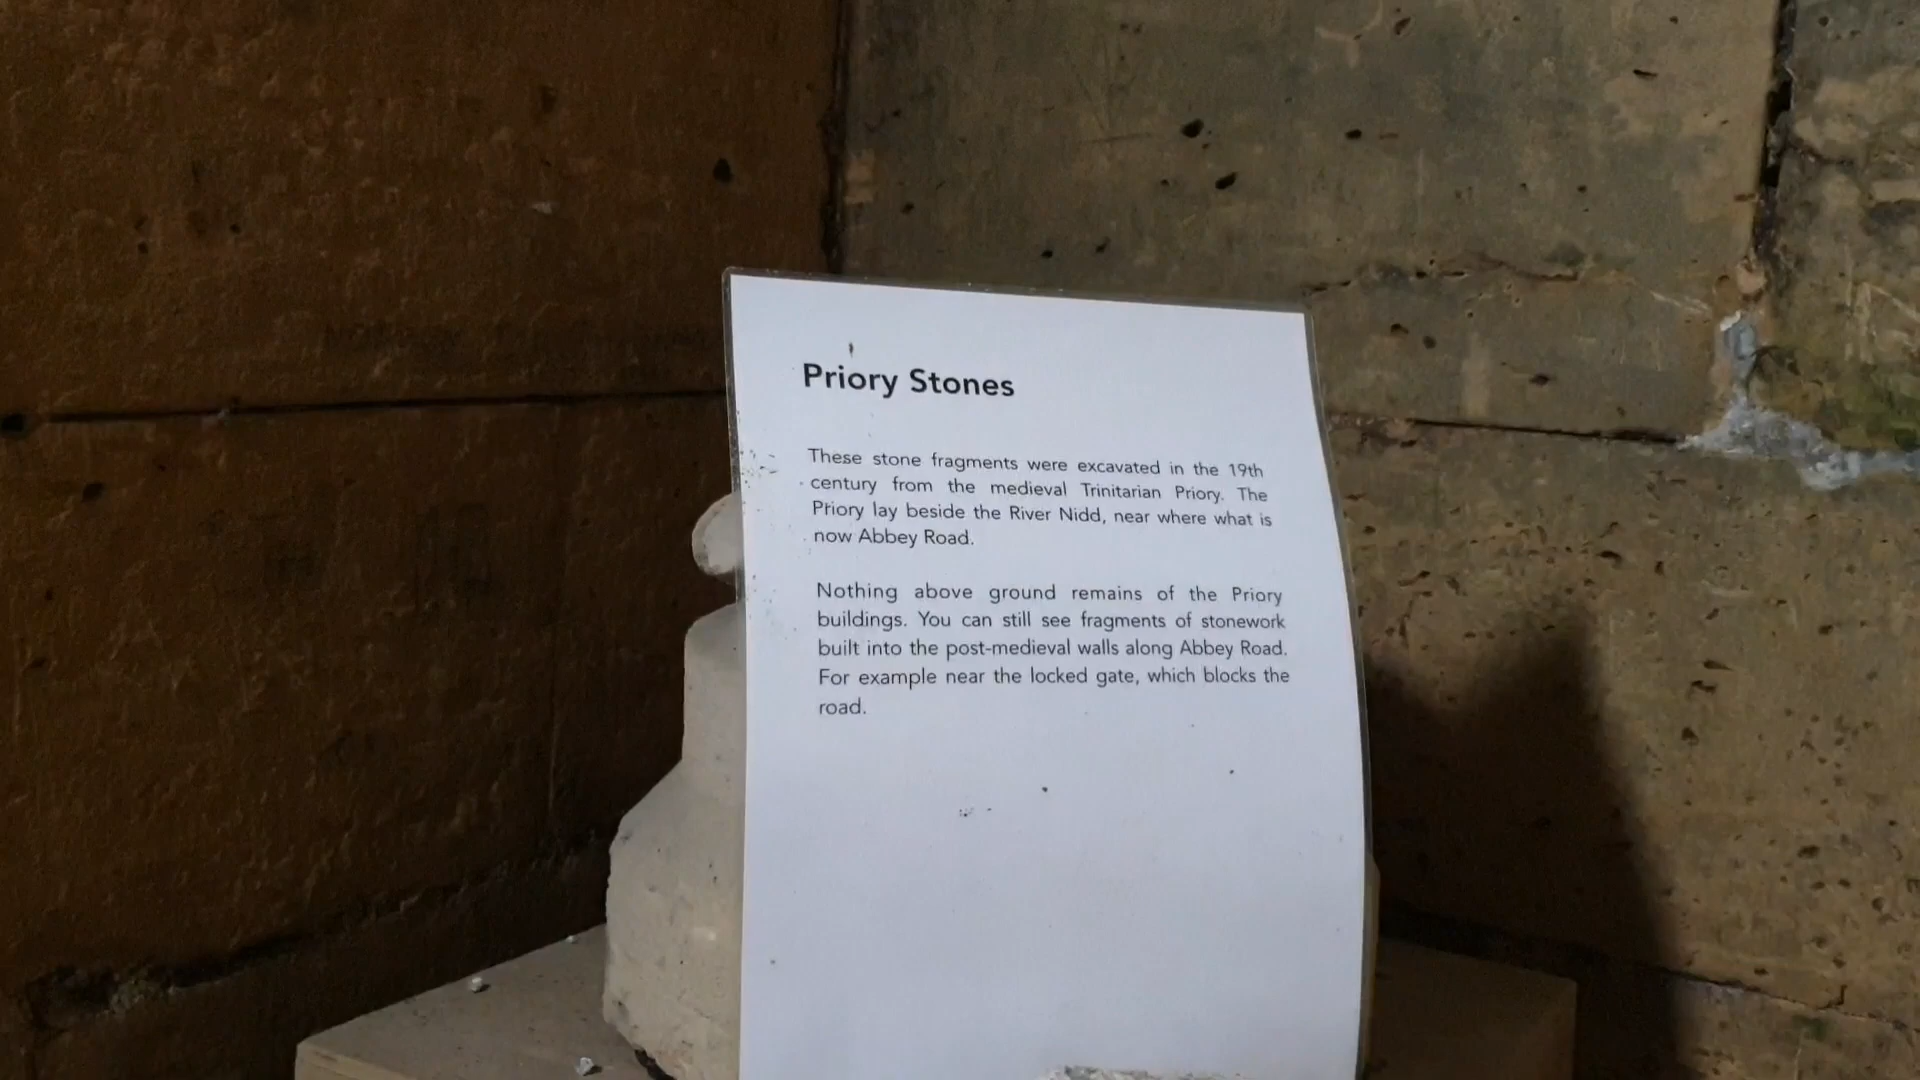 Priory Stones
These stone fragments were excavated in the 19th
century from the medieval Trinitarian Priory. The
Priory lay beside the River Nidd, near where what is
now Abbey Road.
Nothing above ground remains of the Priory
buildings. You can still see fragments of stonework
built into the post-medieval walls along Abbey Road.
For example near the locked gate, which blocks the
road.